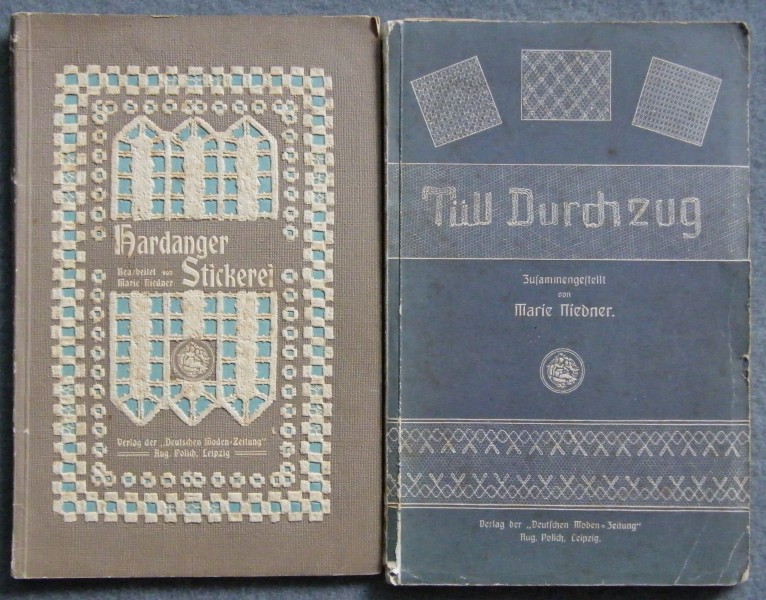 Hardanger
Bearbeitet von
Marie Niedner
Stickerei
Verlag der „Deutschen Moden-Zeitung“
Aug. Polich, Leipzig
Tüll Durchzug
Zusammengestellt
von
Marie Niedner.
Verlag der „Deutschen Moden-Zeitung“
Aug. Polich, Leipzig.